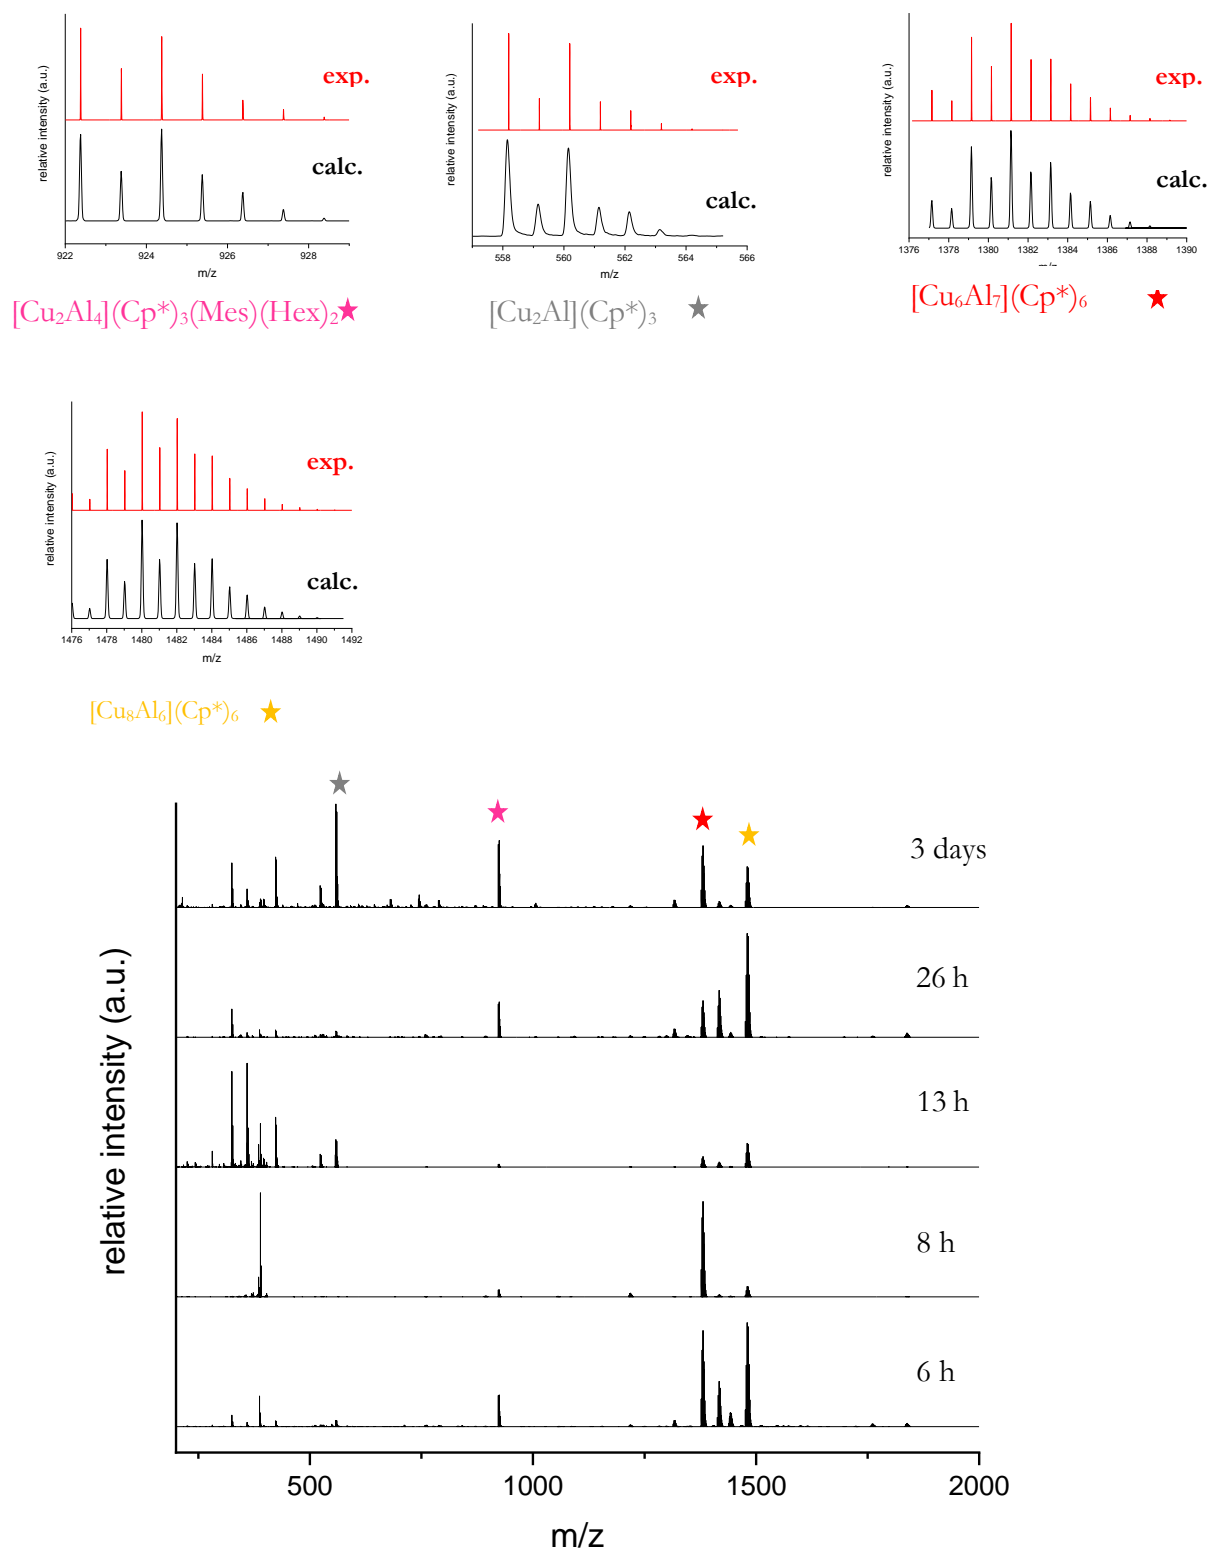 relative intensity (a.u.)
exp.
calc.
922 924 926 928
m/z
[Cu₂Al₄](Cp*)₃(Mes)(Hex)₂★
relative intensity (a.u.)
exp.
calc.
558 560 562 564 566
m/z
[Cu₂Al](Cp*)₃ ★
relative intensity (a.u.)
exp.
calc.
1376 1378 1380 1382 1384 1386 1388 1390
[Cu₆Al₇](Cp*)₆ ★
relative intensity (a.u.)
exp.
calc.
1476 1478 1480 1482 1484 1486 1488 1490 1492
m/z
[Cu₈Al₆](Cp*)₆ ★
relative intensity (a.u.)
3 days
26 h
13 h
8 h
6 h
500 1000 1500 2000
m/z